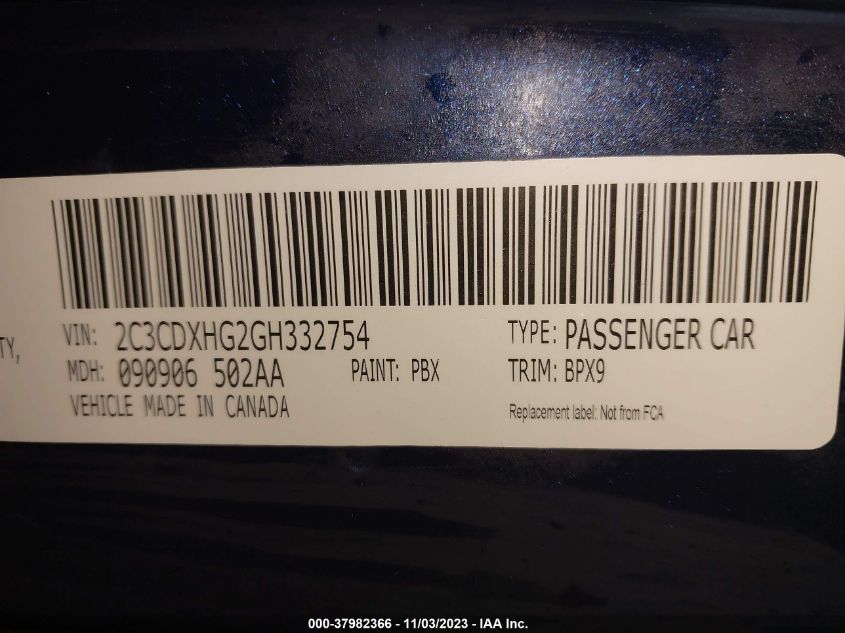 VIN: 2C3CDXHG2GH332754 TYPE: PASSENGER CAR
TY, MDH: 090906 502AA PAINT: PBX TRIM: BPX9
VEHICLE MADE IN CANADA Replacement label: Not from FCA
000-37982366 - 11/03/2023 - IAA Inc.